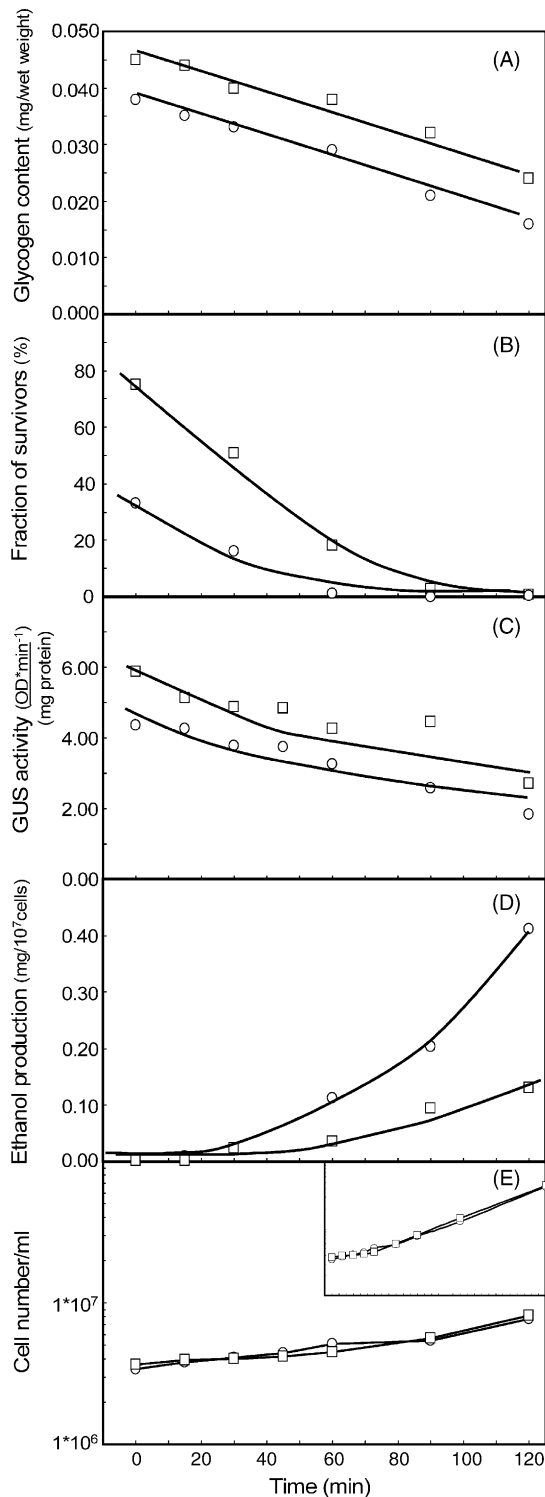 (A)
Glycogen content (mg/wet weight)
0.050
0.040
0.030
0.020
0.010
0.000
(B)
Fraction of survivors (%)
80
60
40
20
0
(C)
GUS activity (OD*min⁻¹)
(mg protein)
6.00
4.00
2.00
0.00
(D)
Ethanol production (mg/10⁷cells)
0.40
0.30
0.20
0.10
0.00
(E)
Cell number/ml
1*10⁷
1*10⁶
0 20 40 60 80 100 120
Time (min)